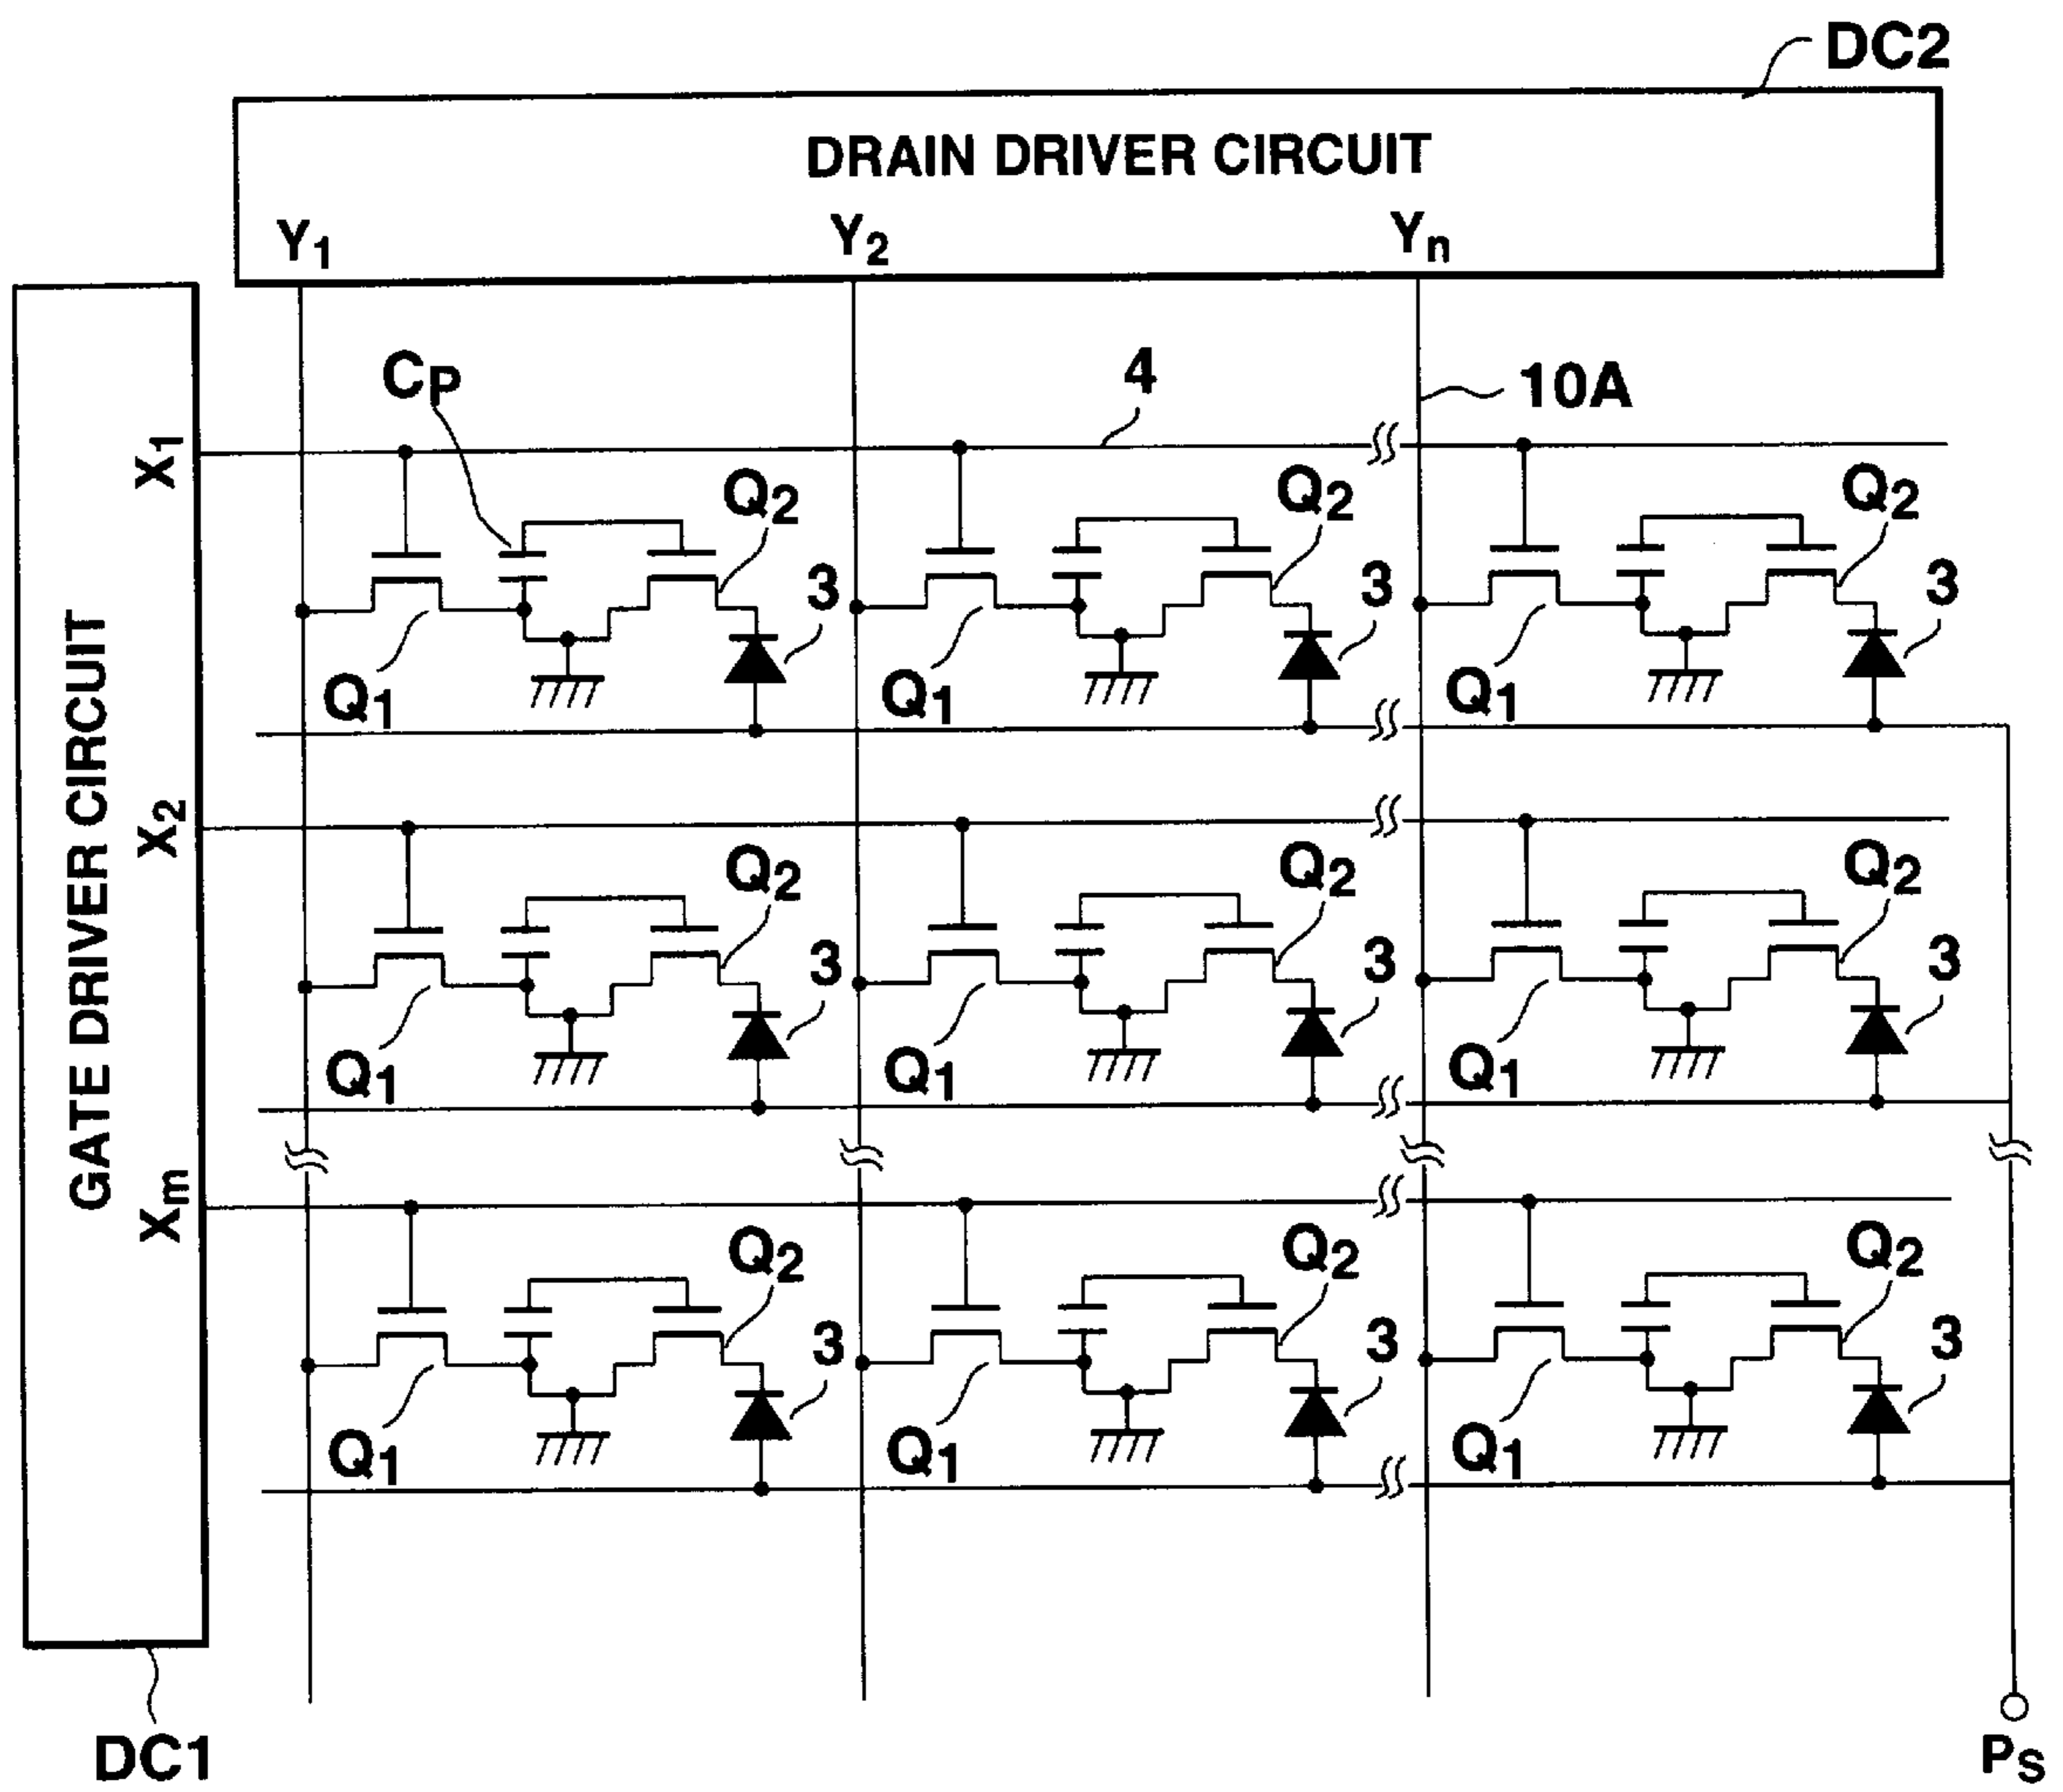 DC2
DRAIN DRIVER CIRCUIT
Y1 Y2 Yn
GATE DRIVER CIRCUIT
CP 4 10A
X1
Q2 Q2 Q2
3 3 3
Q1 Q1 Q1
X2
Q2 Q2 Q2
3 3 3
Q1 Q1 Q1
Xm
Q2 Q2 Q2
3 3 3
Q1 Q1 Q1
DC1
PS